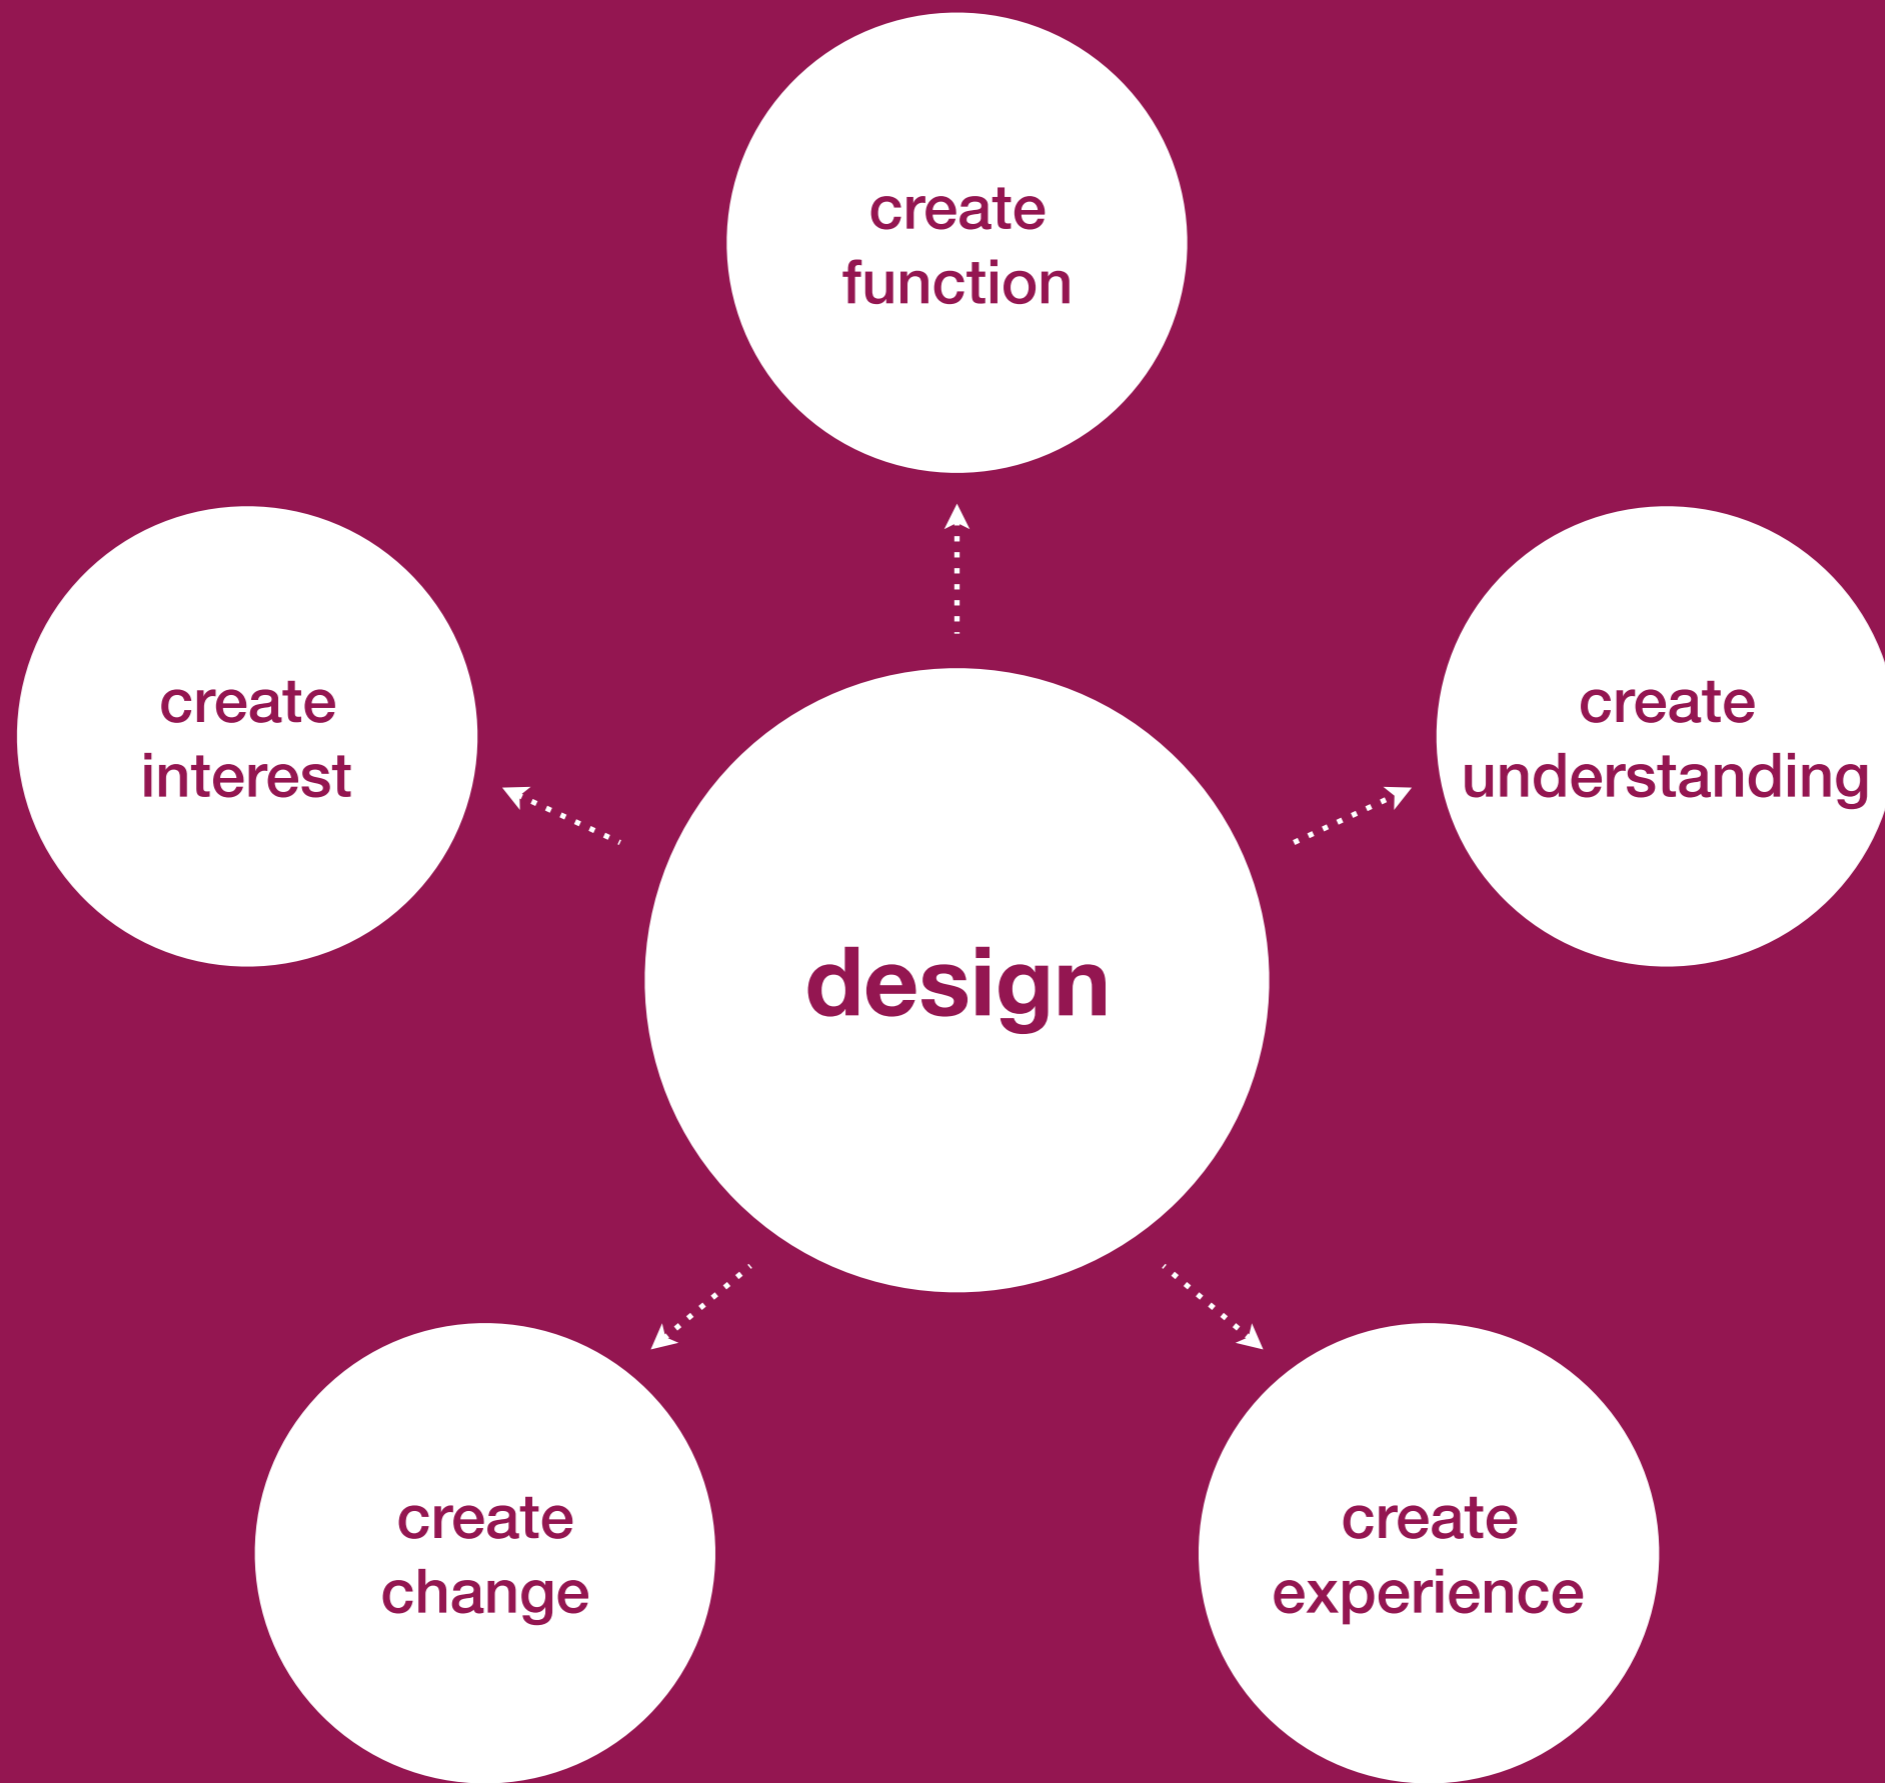 create
function
create
interest
create
understanding
design
create
change
create
experience